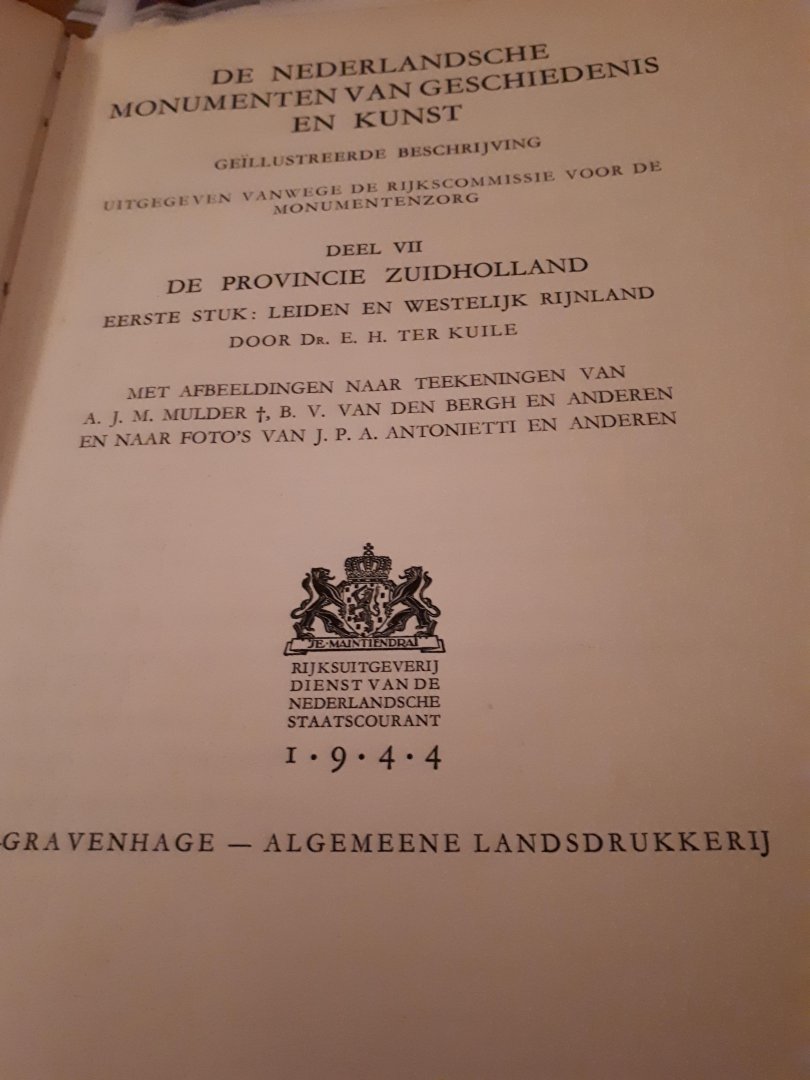 DE NEDERLANDSCHE
MONUMENTEN VAN GESCHIEDENIS
EN KUNST
GEÏLLUSTREERDE BESCHRIJVING
UITGEGEVEN VANWEGE DE RIJKSCOMMISSIE VOOR DE
MONUMENTENZORG
DEEL VII
DE PROVINCIE ZUIDHOLLAND
EERSTE STUK: LEIDEN EN WESTELIJK RIJNLAND
DOOR DR. E. H. TER KUILE
MET AFBEELDINGEN NAAR TEEKENINGEN VAN
A. J. M. MULDER †, B. V. VAN DEN BERGH EN ANDEREN
EN NAAR FOTO'S VAN J. P. A. ANTONIETTI EN ANDEREN
JE·MAINTIENDRAI
RIJKSUITGEVERIJ
DIENST VAN DE
NEDERLANDSCHE
STAATSCOURANT
1·9·4·4
-GRAVENHAGE — ALGEMEENE LANDSDRUKKERIJ